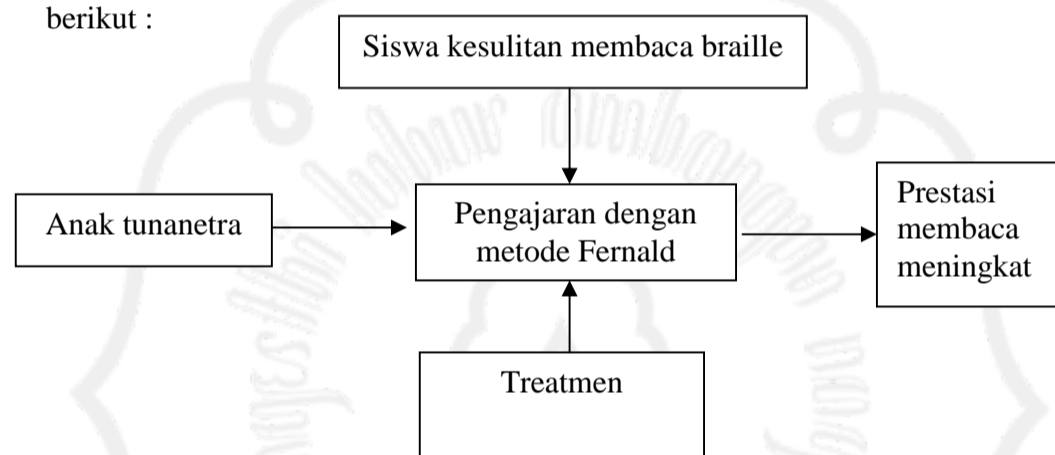 berikut :
Siswa kesulitan membaca braille
Anak tunanetra
Pengajaran dengan
metode Fernald
Prestasi
membaca
meningkat
Treatmen